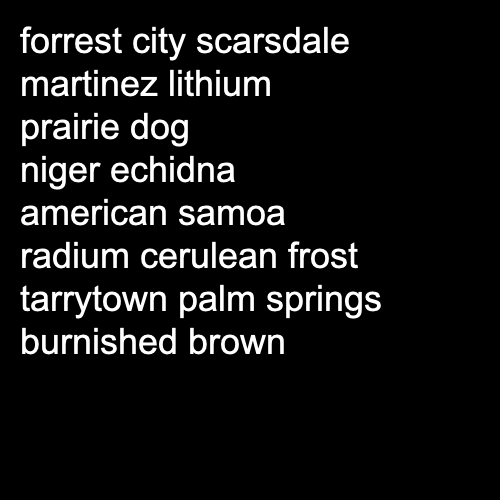 forrest city scarsdale
martinez lithium
prairie dog
niger echidna
american samoa
radium cerulean frost
tarrytown palm springs
burnished brown